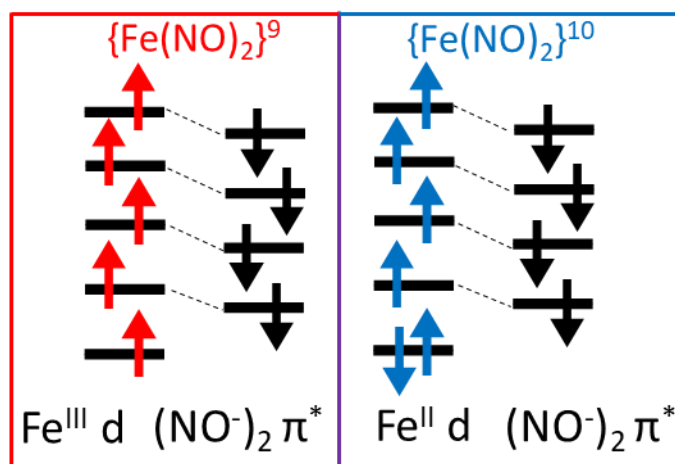 {Fe(NO)₂}⁹
{Fe(NO)₂}¹⁰
Feᴵᴵᴵ d (NO⁻)₂ π*
Feᴵᴵ d (NO⁻)₂ π*